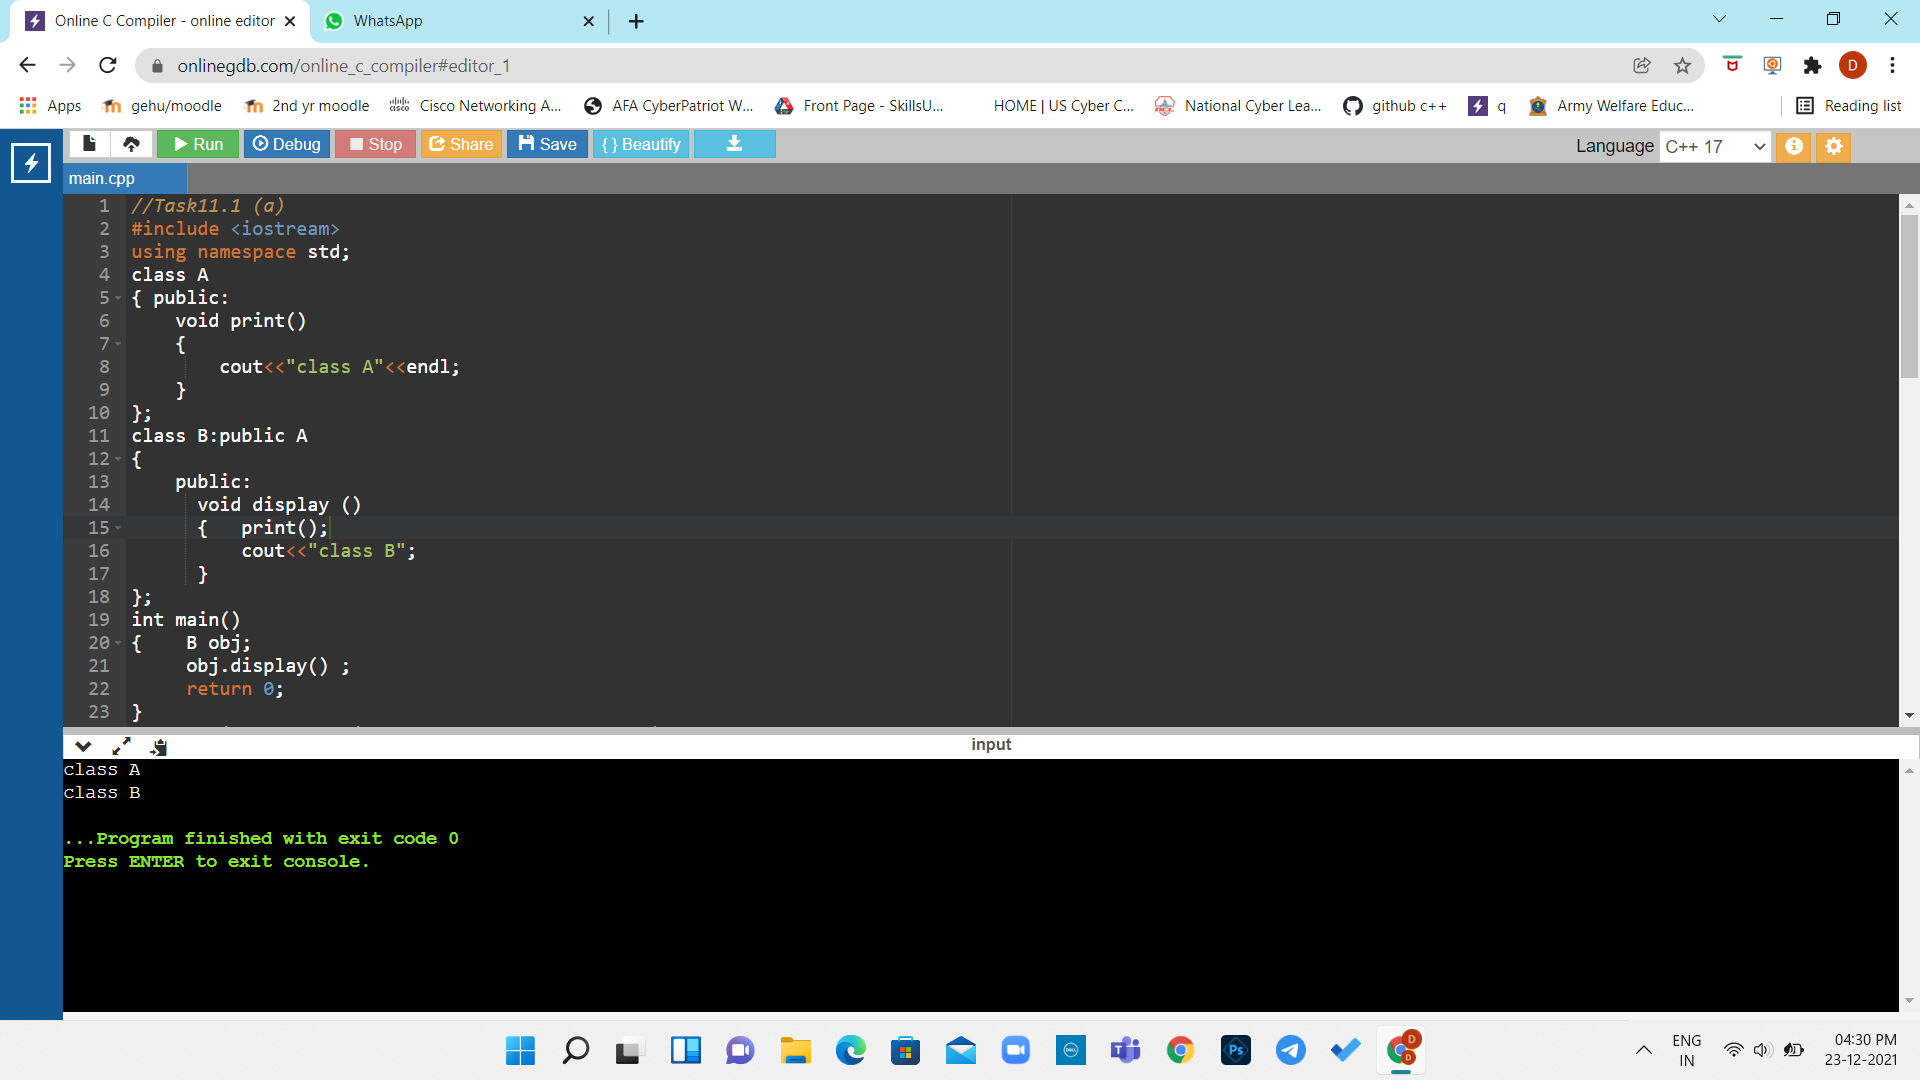 Online C Compiler - online editor
WhatsApp
onlinegdb.com/online_c_compiler#editor_1
D
Apps
gehu/moodle
2nd yr moodle
Cisco Networking A...
AFA CyberPatriot W...
Front Page - SkillsU...
HOME | US Cyber C...
National Cyber Lea...
github c++
q
Army Welfare Educ...
Reading list
Run
Debug
Stop
Share
Save
{ } Beautify
Language C++ 17
main.cpp
1 //Task11.1 (a)
2 #include <iostream>
3 using namespace std;
4 class A
5 { public:
6     void print()
7     {
8         cout<<"class A"<<endl;
9     }
10 };
11 class B:public A
12 {
13     public:
14       void display ()
15       {   print();
16           cout<<"class B";
17       }
18 };
19 int main()
20 {    B obj;
21      obj.display() ;
22      return 0;
23 }
input
class A
class B
...Program finished with exit code 0
Press ENTER to exit console.
ENG
IN
04:30 PM
23-12-2021